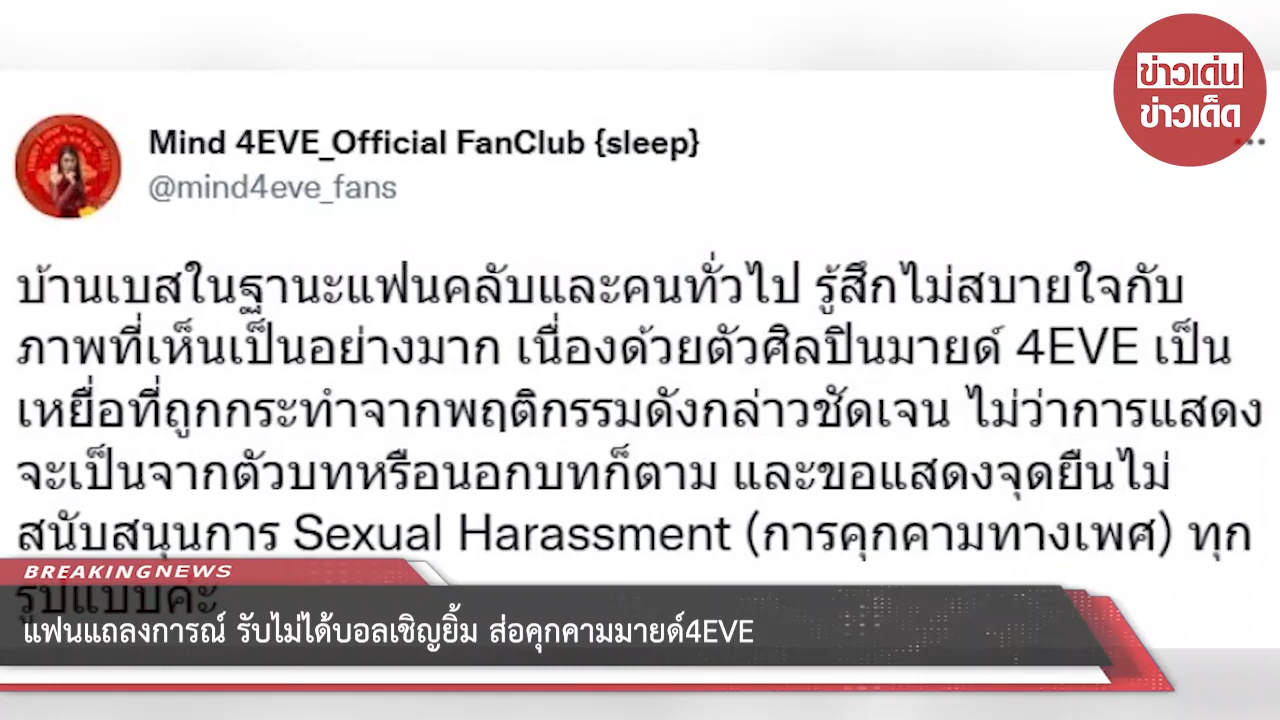 ข่าวเด่น
ข่าวเด็ด
Mind 4EVE_Official FanClub {sleep}
@mind4eve_fans
บ้านเบสในฐานะแฟนคลับและคนทั่วไป รู้สึกไม่สบายใจกับ
ภาพที่เห็นเป็นอย่างมาก เนื่องด้วยตัวศิลปินมายด์ 4EVE เป็น
เหยื่อที่ถูกกระทำจากพฤติกรรมดังกล่าวชัดเจน ไม่ว่าการแสดง
จะเป็นจากตัวบทหรือนอกบทก็ตาม และขอแสดงจุดยืนไม่
สนับสนุนการ Sexual Harassment (การคุกคามทางเพศ) ทุก
รูปแบบค่ะ
BREAKINGNEWS
แฟนแถลงการณ์ รับไม่ได้บอลเชิญยิ้ม ส่อคุกคามมายด์4EVE